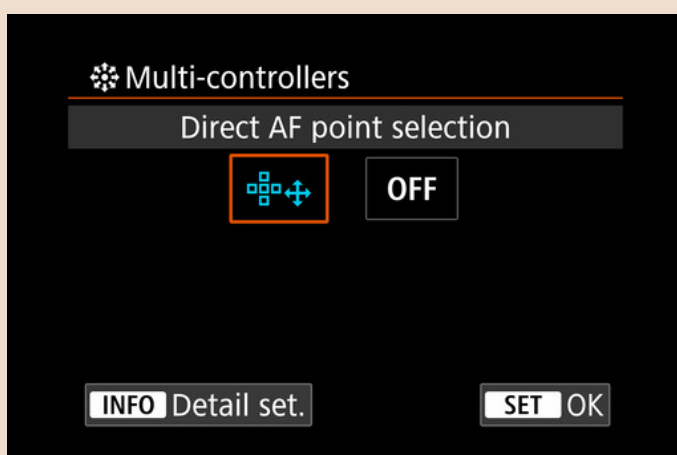 Multi-controllers
Direct AF point selection
OFF
INFO Detail set.
SET OK